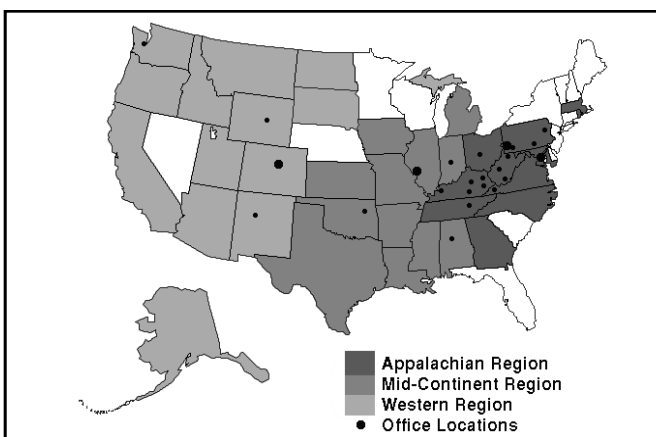 Appalachian Region
Mid-Continent Region
Western Region
Office Locations